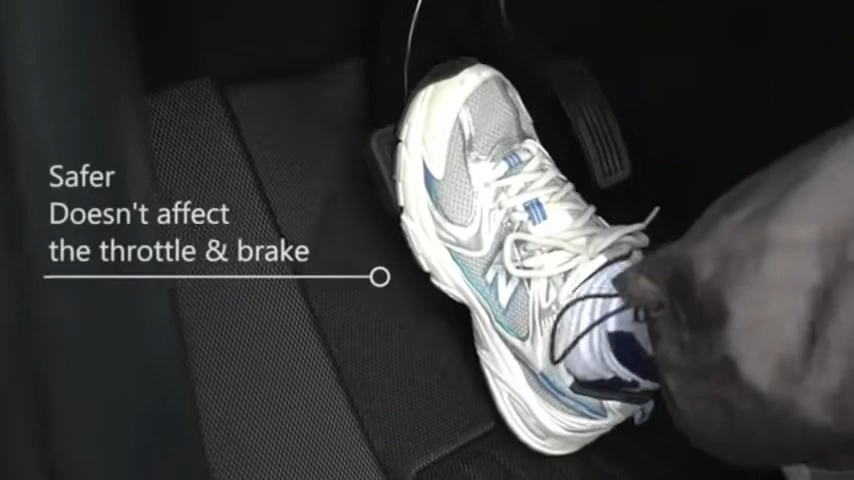 Safer
Doesn't affect
the throttle & brake
N